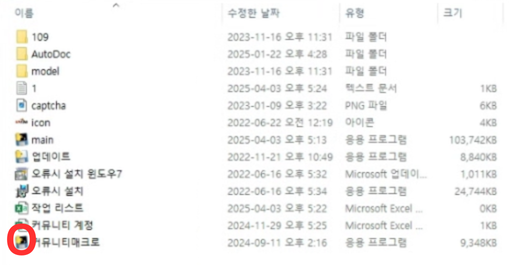 이름 수정한 날짜 유형 크기
109 2023-11-16 오후 11:31 파일 폴더
AutoDoc 2025-01-22 오후 4:28 파일 폴더
model 2023-11-16 오후 11:31 파일 폴더
1 2025-04-03 오후 5:24 텍스트 문서 1KB
captcha 2023-01-09 오후 3:22 PNG 파일 6KB
icon 2022-06-22 오전 12:19 아이콘 4KB
main 2025-04-03 오후 5:13 응용 프로그램 103,742KB
업데이트 2022-11-21 오후 10:49 응용 프로그램 8,840KB
오류시 설치 윈도우7 2022-06-16 오후 5:32 Microsoft 업데이... 1,011KB
오류시 설치 2022-06-16 오후 5:34 응용 프로그램 24,744KB
작업 리스트 2025-04-03 오후 5:22 Microsoft Excel ... 0KB
커뮤니티 계정 2024-11-29 오후 5:25 Microsoft Excel ... 1KB
커뮤니티매크로 2024-09-11 오후 2:16 응용 프로그램 9,348KB